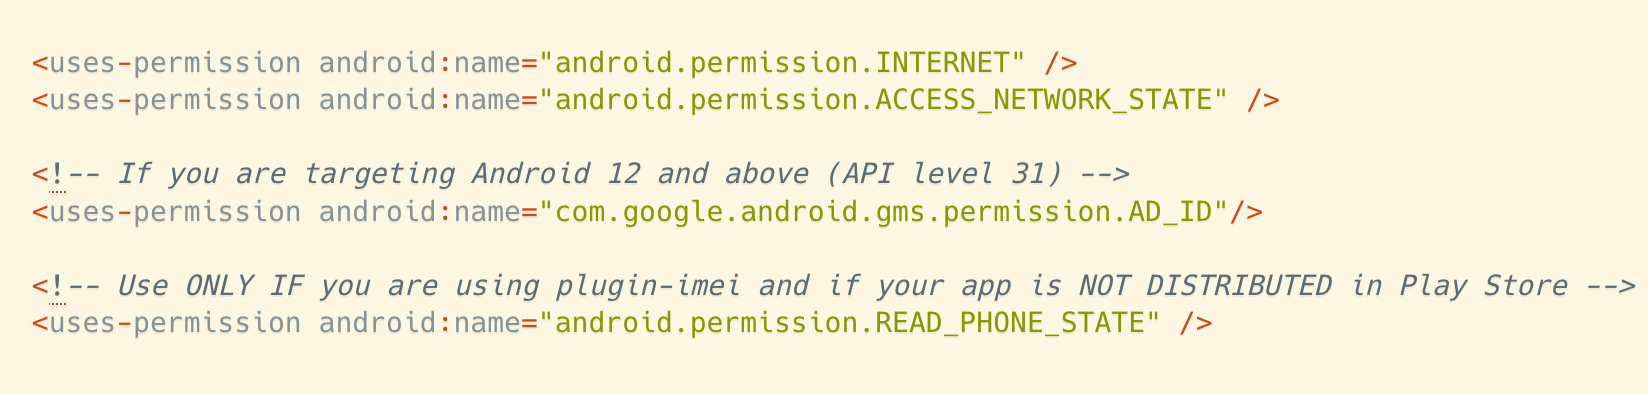 <uses-permission android:name="android.permission.INTERNET" />
<uses-permission android:name="android.permission.ACCESS_NETWORK_STATE" />
<!-- If you are targeting Android 12 and above (API level 31) -->
<uses-permission android:name="com.google.android.gms.permission.AD_ID"/>
<!-- Use ONLY IF you are using plugin-imei and if your app is NOT DISTRIBUTED in Play Store -->
<uses-permission android:name="android.permission.READ_PHONE_STATE" />